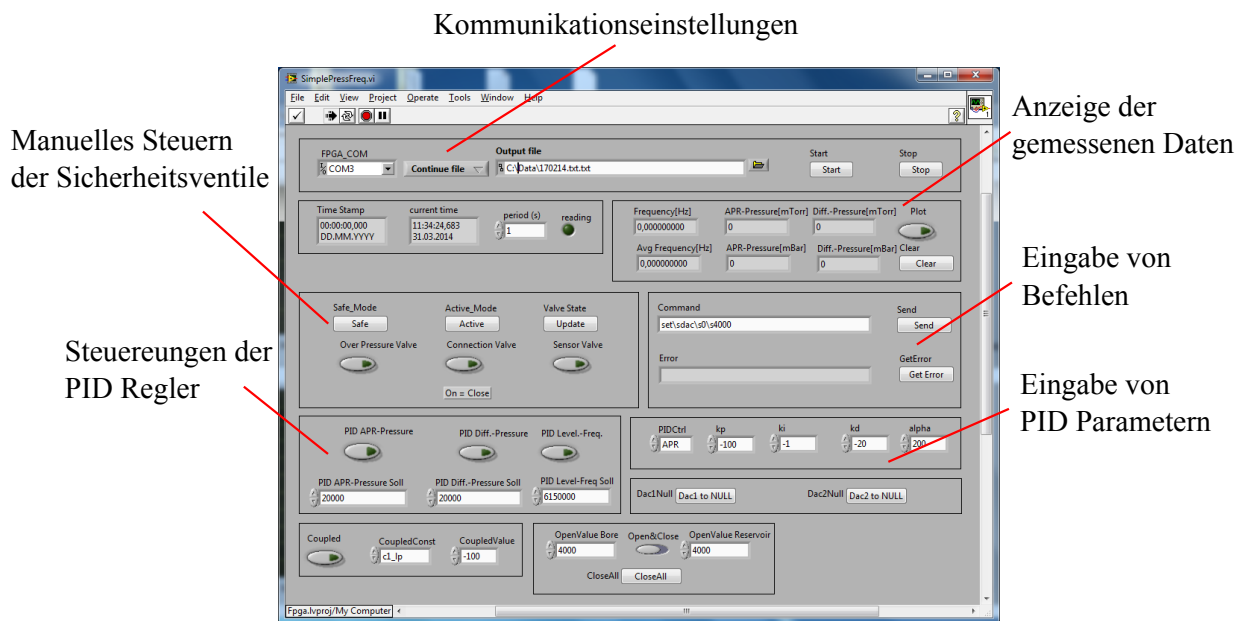 Kommunikationseinstellungen
SimplePressFreq.vi
File Edit View Project Operate Tools Window Help
Manuelles Steuern
der Sicherheitsventile
Anzeige der
gemessenen Daten
FPGA_COM
COM3
Continue file
Output file
C:\Data\170214.txt.txt
Start
Start
Stop
Stop
Time Stamp
00:00:00,000
DD.MM.YYYY
current time
11:34:24,683
31.03.2014
period (s)
1
reading
Frequency[Hz] APR-Pressure[mTorr] Diff.-Pressure[mTorr] Plot
0,000000000 0 0
Avg Frequency[Hz] APR-Pressure[mBar] Diff.-Pressure[mBar] Clear
0,000000000 0 0 Clear
Eingabe von
Befehlen
Safe_Mode Active_Mode Valve State
Safe Active Update
Over Pressure Valve Connection Valve Sensor Valve
On = Close
Command Send
set\sdac\s0\s4000 Send
Error GetError
Get Error
Steuereungen der
PID Regler
Eingabe von
PID Parametern
PID APR-Pressure PID Diff.-Pressure PID Level.-Freq.
PID APR-Pressure Soll PID Diff.-Pressure Soll PID Level-Freq Soll
20000 20000 6150000
PIDCtrl kp ki kd alpha
APR -100 -1 -20 200
Dac1Null Dac1 to NULL Dac2Null Dac2 to NULL
Coupled CoupledConst CoupledValue
c1_lp -100
OpenValue Bore Open&Close OpenValue Reservoir
4000 4000
CloseAll CloseAll
Fpga.lvproj/My Computer